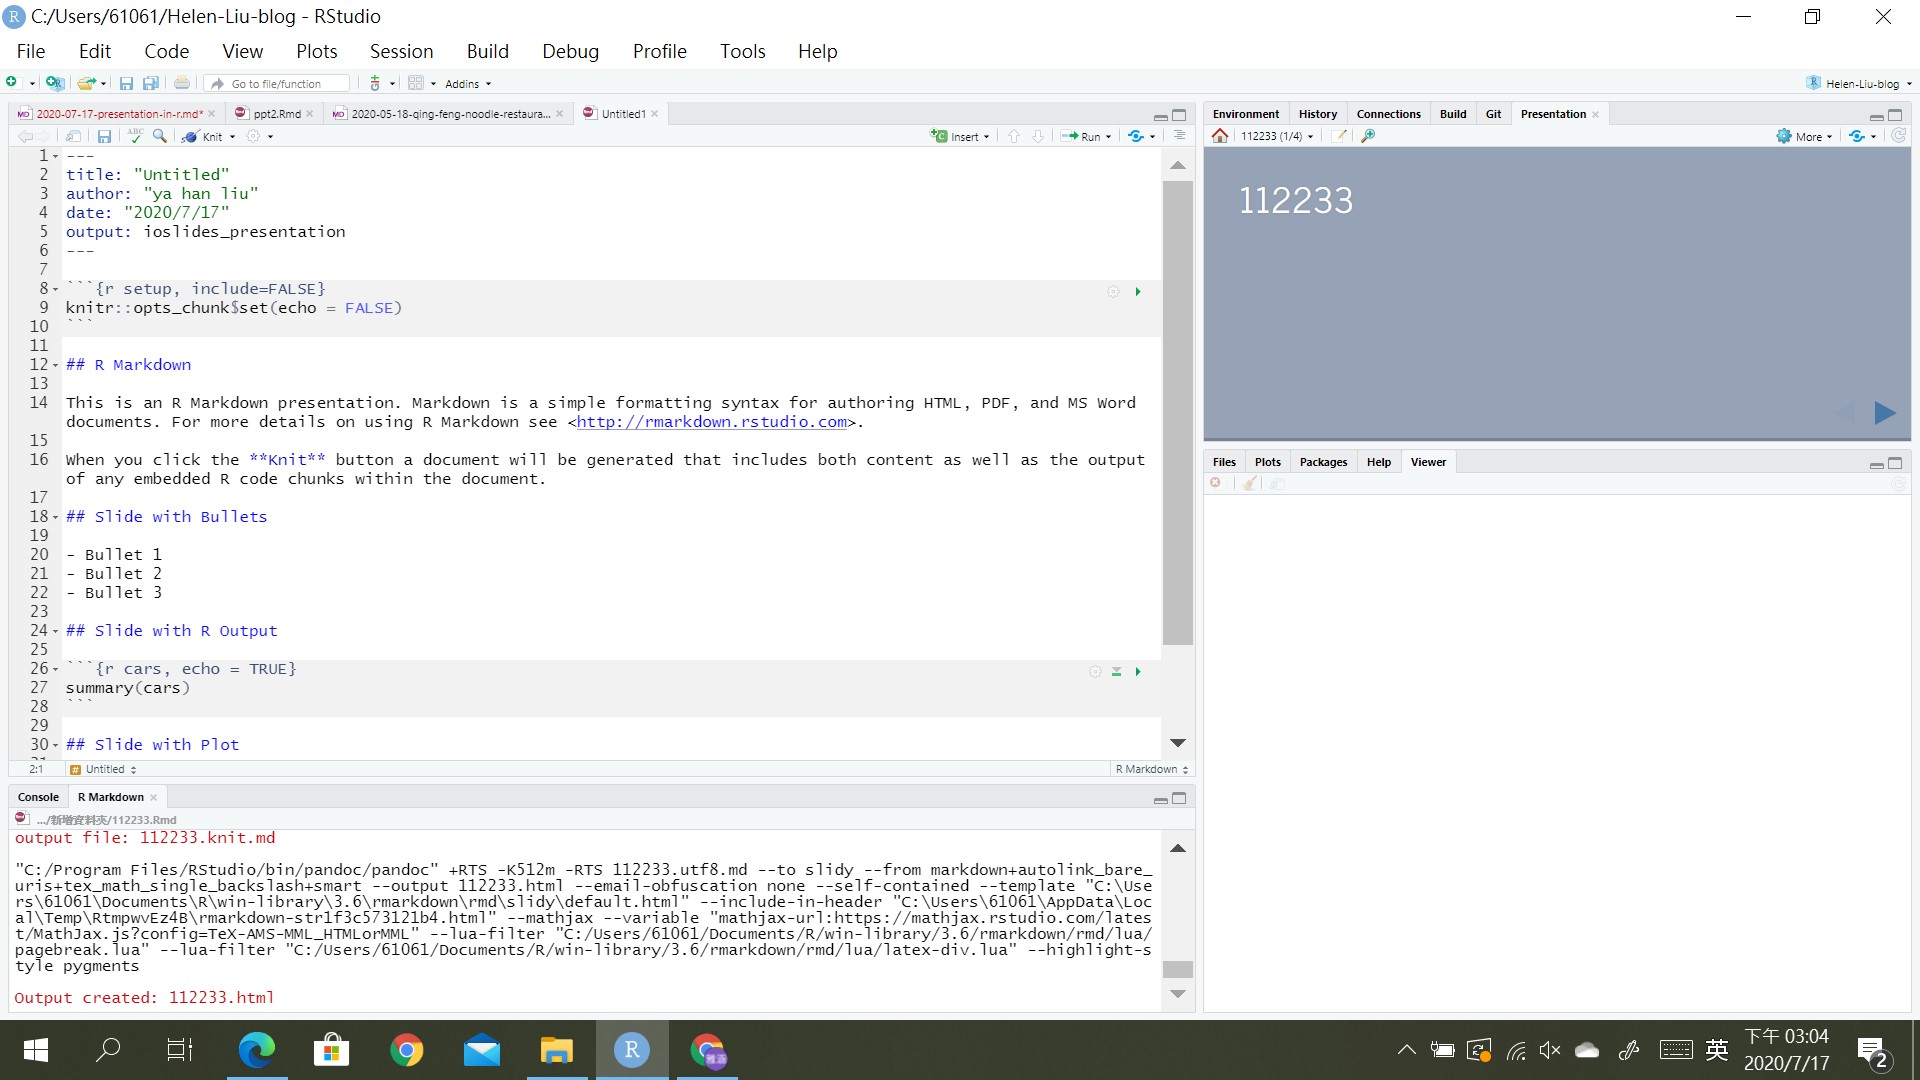 C:/Users/61061/Helen-Liu-blog - RStudio
File Edit Code View Plots Session Build Debug Profile Tools Help
Go to file/function Addins Helen-Liu-blog
2020-07-17-presentation-in-r.md* ppt2.Rmd 2020-05-18-qing-feng-noodle-restaura... Untitled1
ABC Knit Insert Run
1 ---
2 title: "Untitled"
3 author: "ya han liu"
4 date: "2020/7/17"
5 output: ioslides_presentation
6 ---
7
8 ```{r setup, include=FALSE}
9 knitr::opts_chunk$set(echo = FALSE)
10 ```
11
12 ## R Markdown
13
14 This is an R Markdown presentation. Markdown is a simple formatting syntax for authoring HTML, PDF, and MS Word
documents. For more details on using R Markdown see <http://rmarkdown.rstudio.com>.
15
16 When you click the **Knit** button a document will be generated that includes both content as well as the output
of any embedded R code chunks within the document.
17
18 ## Slide with Bullets
19
20 - Bullet 1
21 - Bullet 2
22 - Bullet 3
23
24 ## Slide with R Output
25
26 ```{r cars, echo = TRUE}
27 summary(cars)
28 ```
29
30 ## Slide with Plot
2:1 # Untitled R Markdown
Console R Markdown
.../新增資料夾/112233.Rmd
output file: 112233.knit.md
"C:/Program Files/RStudio/bin/pandoc/pandoc" +RTS -K512m -RTS 112233.utf8.md --to slidy --from markdown+autolink_bare_
uris+tex_math_single_backslash+smart --output 112233.html --email-obfuscation none --self-contained --template "C:\Use
rs\61061\Documents\R\win-library\3.6\rmarkdown\rmd\slidy\default.html" --include-in-header "C:\Users\61061\AppData\Loc
al\Temp\RtmpwvEz4B\rmarkdown-str1f3c573121b4.html" --mathjax --variable "mathjax-url:https://mathjax.rstudio.com/lates
t/MathJax.js?config=TeX-AMS-MML_HTMLorMML" --lua-filter "C:/Users/61061/Documents/R/win-library/3.6/rmarkdown/rmd/lua/
pagebreak.lua" --lua-filter "C:/Users/61061/Documents/R/win-library/3.6/rmarkdown/rmd/lua/latex-div.lua" --highlight-s
tyle pygments
Output created: 112233.html
Environment History Connections Build Git Presentation
112233 (1/4) More
112233
Files Plots Packages Help Viewer
英
下午 03:04
2020/7/17
2